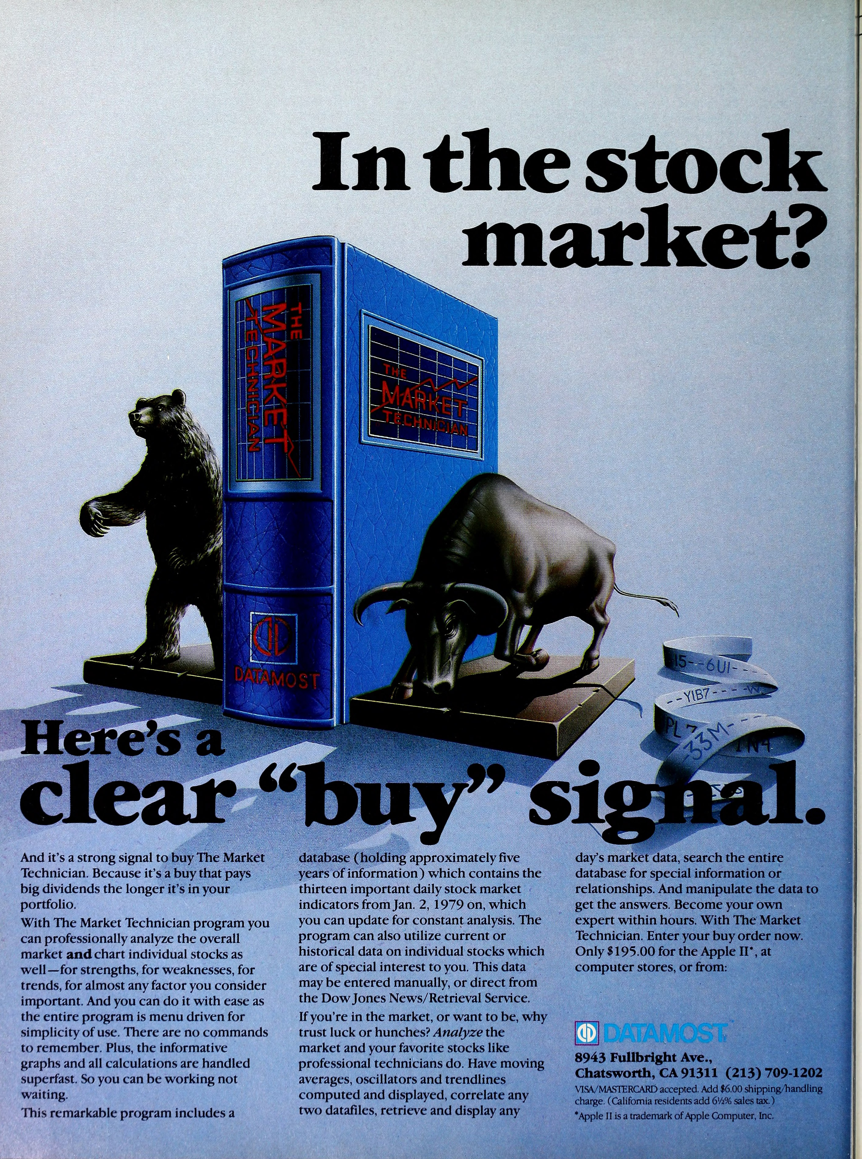 In the stock
market?
THE
MARKET
TECHNICIAN
THE
MARKET
TECHNICIAN
DATAMOST
15--6UI--
--YIB7----
PL 7
-33M-
1N4
Here's a
clear “buy” signal.
And it's a strong signal to buy The Market
Technician. Because it's a buy that pays
big dividends the longer it's in your
portfolio.
With The Market Technician program you
can professionally analyze the overall
market and chart individual stocks as
well—for strengths, for weaknesses, for
trends, for almost any factor you consider
important. And you can do it with ease as
the entire program is menu driven for
simplicity of use. There are no commands
to remember. Plus, the informative
graphs and all calculations are handled
superfast. So you can be working not
waiting.
This remarkable program includes a
database (holding approximately five
years of information) which contains the
thirteen important daily stock market
indicators from Jan. 2, 1979 on, which
you can update for constant analysis. The
program can also utilize current or
historical data on individual stocks which
are of special interest to you. This data
may be entered manually, or direct from
the Dow Jones News/Retrieval Service.
If you're in the market, or want to be, why
trust luck or hunches? Analyze the
market and your favorite stocks like
professional technicians do. Have moving
averages, oscillators and trendlines
computed and displayed, correlate any
two datafiles, retrieve and display any
day's market data, search the entire
database for special information or
relationships. And manipulate the data to
get the answers. Become your own
expert within hours. With The Market
Technician. Enter your buy order now.
Only $195.00 for the Apple II*, at
computer stores, or from:
DATAMOST
8943 Fullbright Ave.,
Chatsworth, CA 91311 (213) 709-1202
VISA/MASTERCARD accepted. Add $6.00 shipping/handling
charge. (California residents add 6½% sales tax.)
*Apple II is a trademark of Apple Computer, Inc.